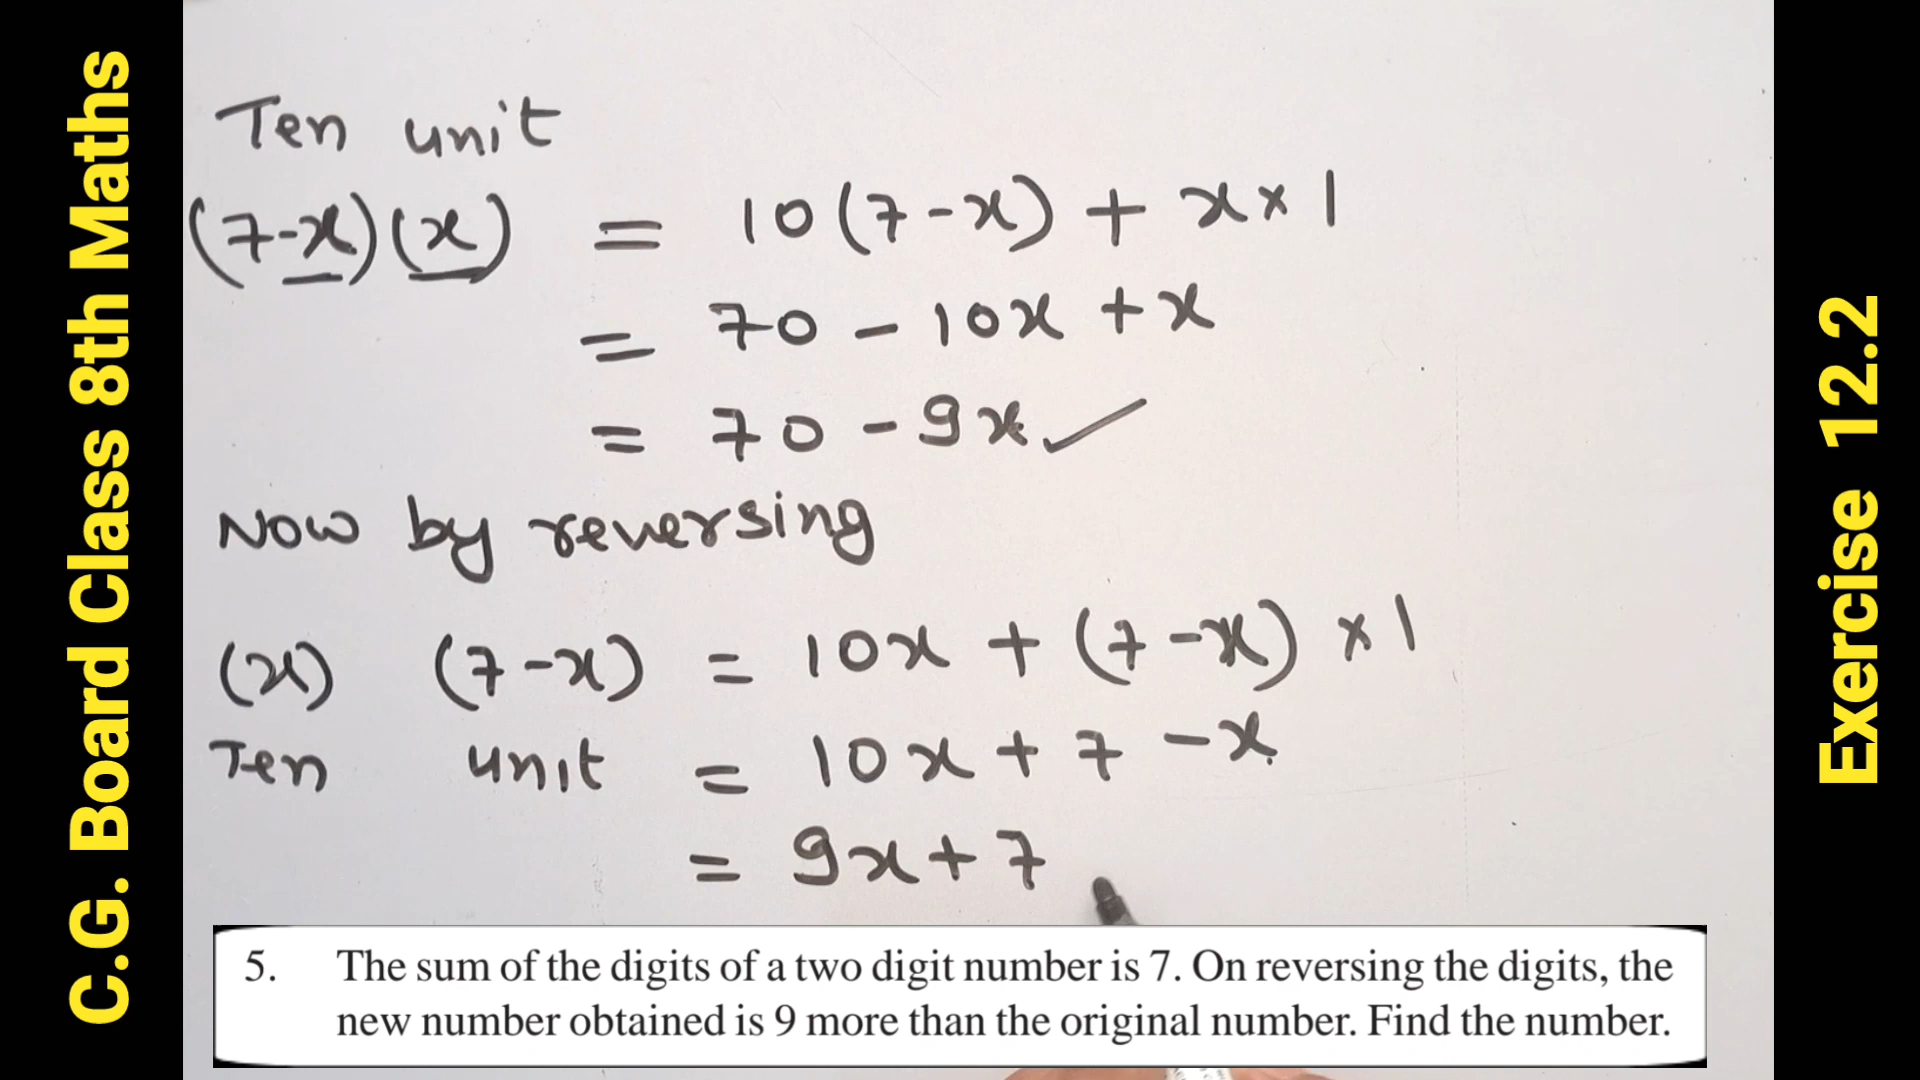 C.G. Board Class 8th Maths
Ten unit
(7-x)(x) = 10(7-x) + x × 1
= 70 - 10x + x
= 70 - 9x ✓
Now by reversing
(x) (7-x) = 10x + (7-x) × 1
Ten unit = 10x + 7 - x
= 9x + 7
5. The sum of the digits of a two digit number is 7. On reversing the digits, the
new number obtained is 9 more than the original number. Find the number.
Exercise 12.2